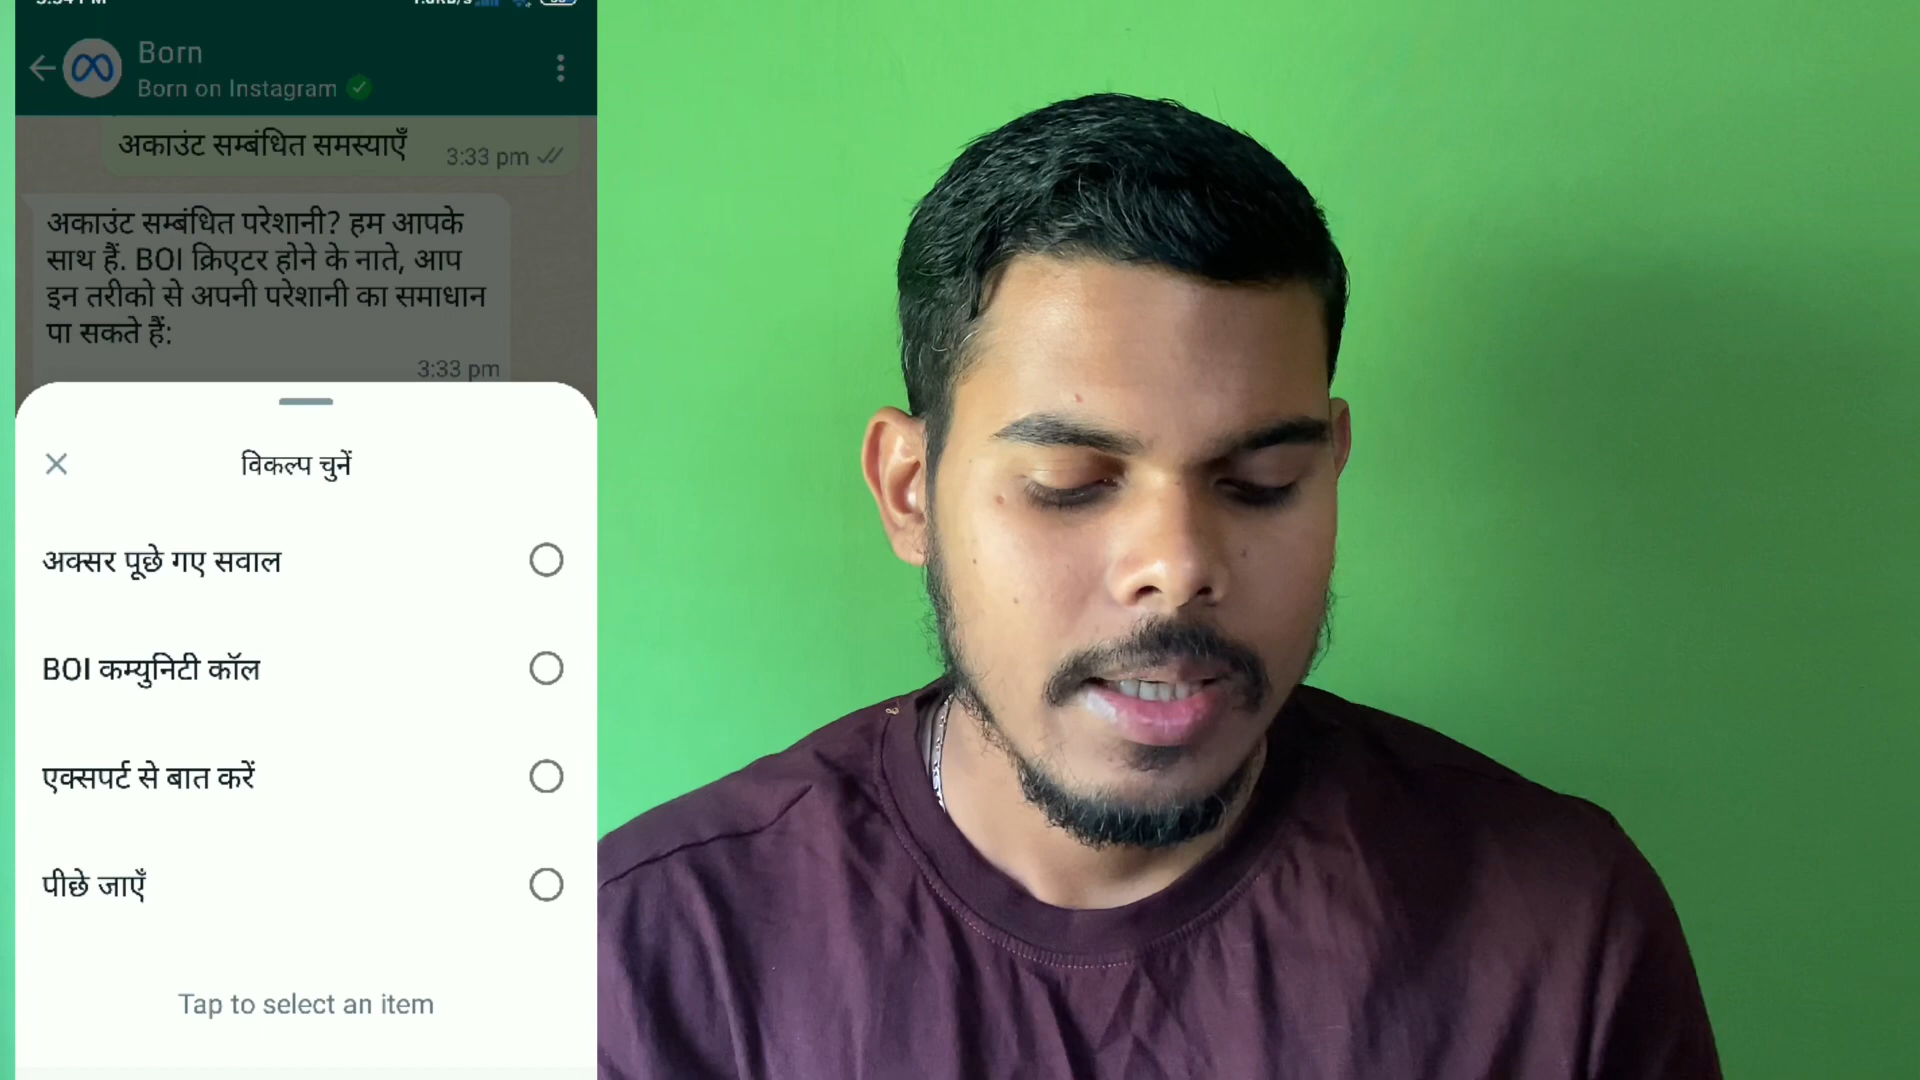 Born
Born on Instagram
अकाउंट सम्बंधित समस्याएँ
3:33 pm
अकाउंट सम्बंधित परेशानी? हम आपके
साथ हैं. BOI क्रिएटर होने के नाते, आप
इन तरीको से अपनी परेशानी का समाधान
पा सकते हैं:
3:33 pm
विकल्प चुनें
अक्सर पूछे गए सवाल
BOI कम्युनिटी कॉल
एक्सपर्ट से बात करें
पीछे जाएँ
Tap to select an item